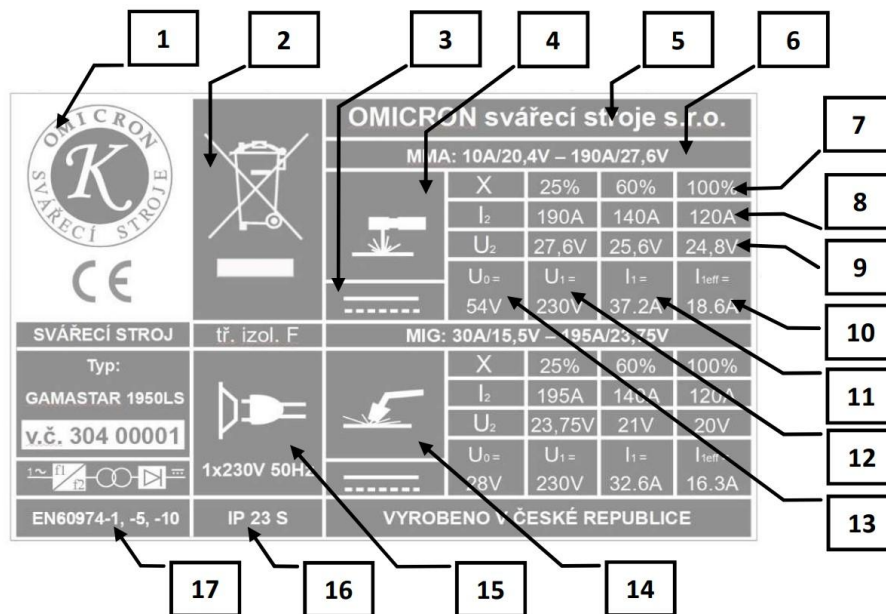 1
2
3
4
5
6
7
8
9
10
11
12
13
14
15
16
17
OMICRON
SVÁŘECÍ STROJE
K
CE
SVÁŘECÍ STROJ
Typ:
GAMASTAR 1950LS
v.č. 304 00001
1~ f1 f2
EN60974-1, -5, -10
tř. izol. F
1x230V 50Hz
IP 23 S
OMICRON svářecí stroje s.r.o.
MMA: 10A/20,4V – 190A/27,6V
X 25% 60% 100%
I2 190A 140A 120A
U2 27,6V 25,6V 24,8V
U0= U1= I1= I1eff=
54V 230V 37.2A 18.6A
MIG: 30A/15,5V – 195A/23,75V
X 25% 60% 100%
I2 195A 140A 120A
U2 23,75V 21V 20V
U0= U1= I1= I1eff=
28V 230V 32.6A 16.3A
VYROBENO V ČESKÉ REPUBLICE